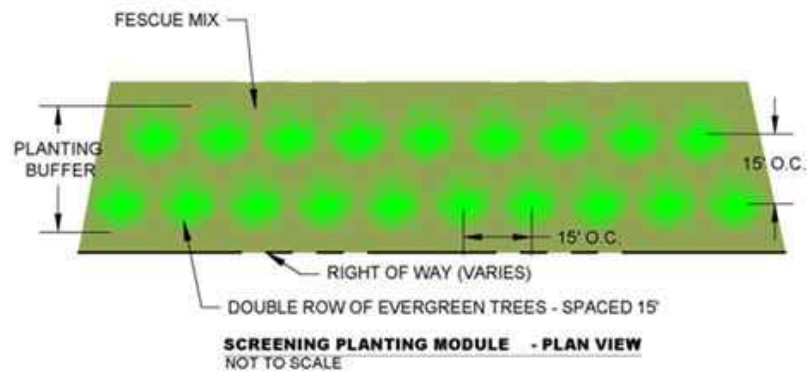 FESCUE MIX
PLANTING
BUFFER
15' O.C.
15' O.C.
RIGHT OF WAY (VARIES)
DOUBLE ROW OF EVERGREEN TREES - SPACED 15'
SCREENING PLANTING MODULE - PLAN VIEW
NOT TO SCALE